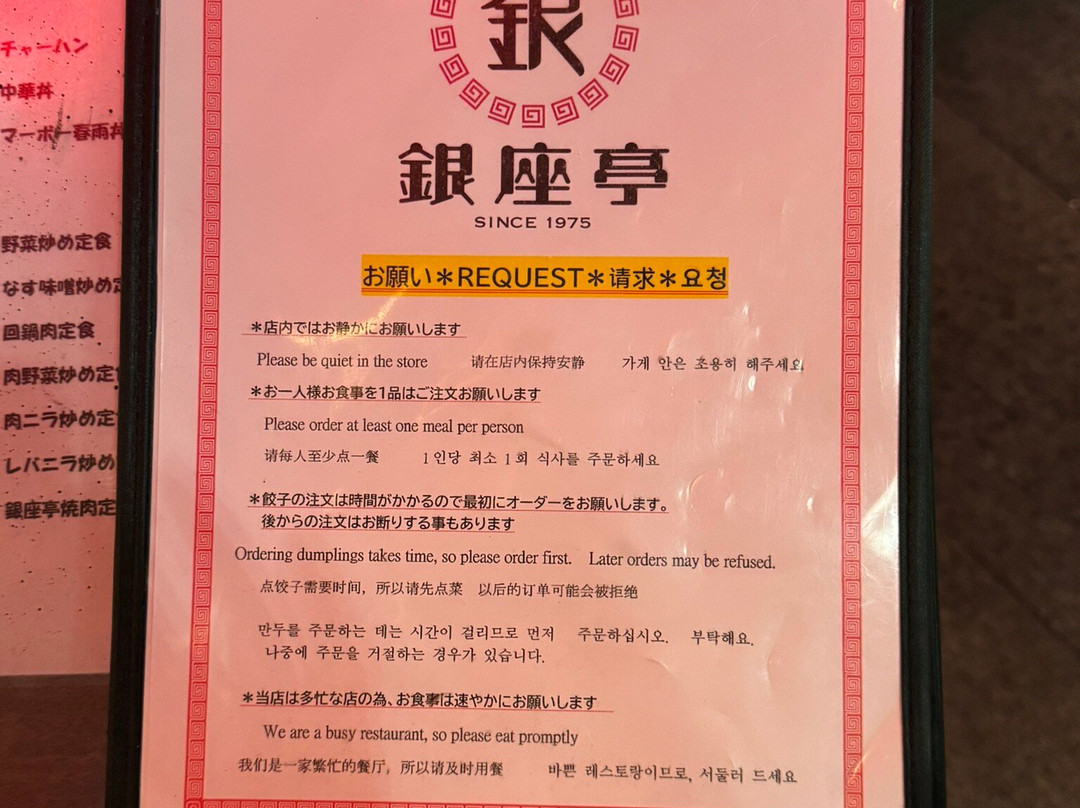 チャーハン
中華丼
マーボー春雨丼
野菜炒め定食
なす味噌炒め定
回鍋肉定食
肉野菜炒め定
肉ニラ炒め定
レバニラ炒め
銀座亭焼肉定
銀
銀座亭
SINCE 1975
お願い＊REQUEST＊请求＊요청
＊店内ではお静かにお願いします
Please be quiet in the store 请在店内保持安静 가게 안은 조용히 해주세요
＊お一人様お食事を1品はご注文お願いします
Please order at least one meal per person
请每人至少点一餐 1인당 최소 1회 식사를 주문하세요
＊餃子の注文は時間がかかるので最初にオーダーをお願いします。
後からの注文はお断りする事もあります
Ordering dumplings takes time, so please order first. Later orders may be refused.
点饺子需要时间，所以请先点菜 以后的订单可能会被拒绝
만두를 주문하는 데는 시간이 걸리므로 먼저 주문하십시오. 부탁해요.
나중에 주문을 거절하는 경우가 있습니다.
＊当店は多忙な店の為、お食事は速やかにお願いします
We are a busy restaurant, so please eat promptly
我们是一家繁忙的餐厅，所以请及时用餐 바쁜 레스토랑이므로, 서둘러 드세요